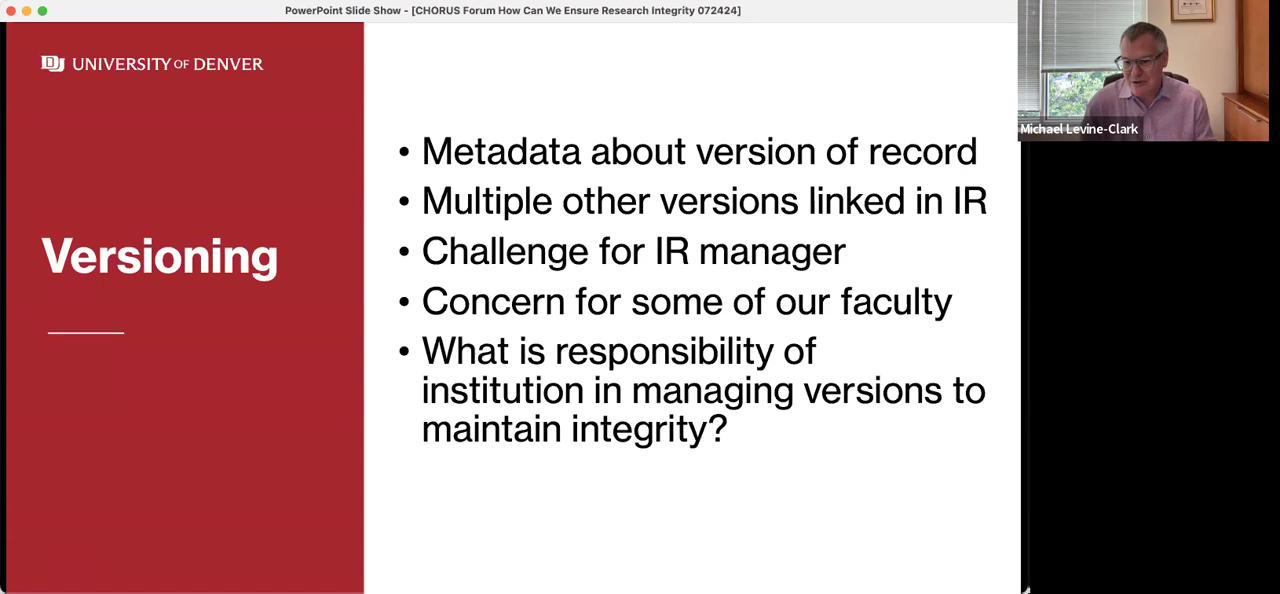 PowerPoint Slide Show - [CHORUS Forum How Can We Ensure Research Integrity 072424]
DU UNIVERSITY OF DENVER
Versioning
• Metadata about version of record
• Multiple other versions linked in IR
• Challenge for IR manager
• Concern for some of our faculty
• What is responsibility of
institution in managing versions to
maintain integrity?
Michael Levine-Clark